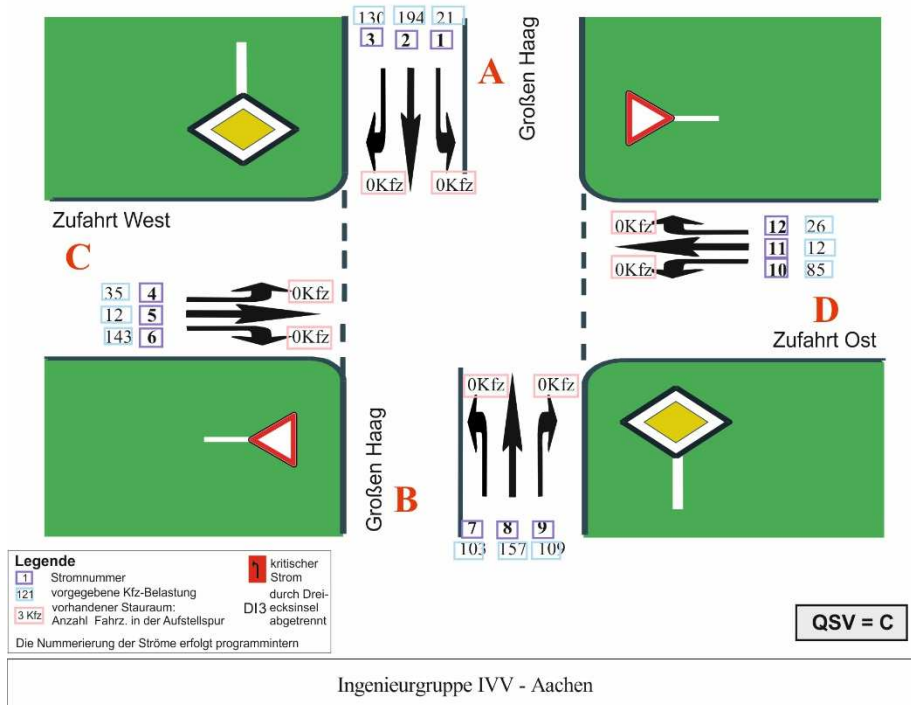 130 194 21
3 2 1
A
Großen Haag
0Kfz 0Kfz
Zufahrt West
C
0Kfz 12 26
11 12
0Kfz 10 85
D
Zufahrt Ost
35 4 0Kfz
12 5
143 6 0Kfz
0Kfz 0Kfz
Großen Haag
B
7 8 9
103 157 109
Legende
1 Stromnummer
121 vorgegebene Kfz-Belastung
3 Kfz vorhandener Stauraum:
Anzahl Fahrz. in der Aufstellspur
kritischer
Strom
DI3 durch Drei-
ecksinsel
abgetrennt
Die Nummerierung der Ströme erfolgt programmintern
QSV = C
Ingenieurgruppe IVV - Aachen